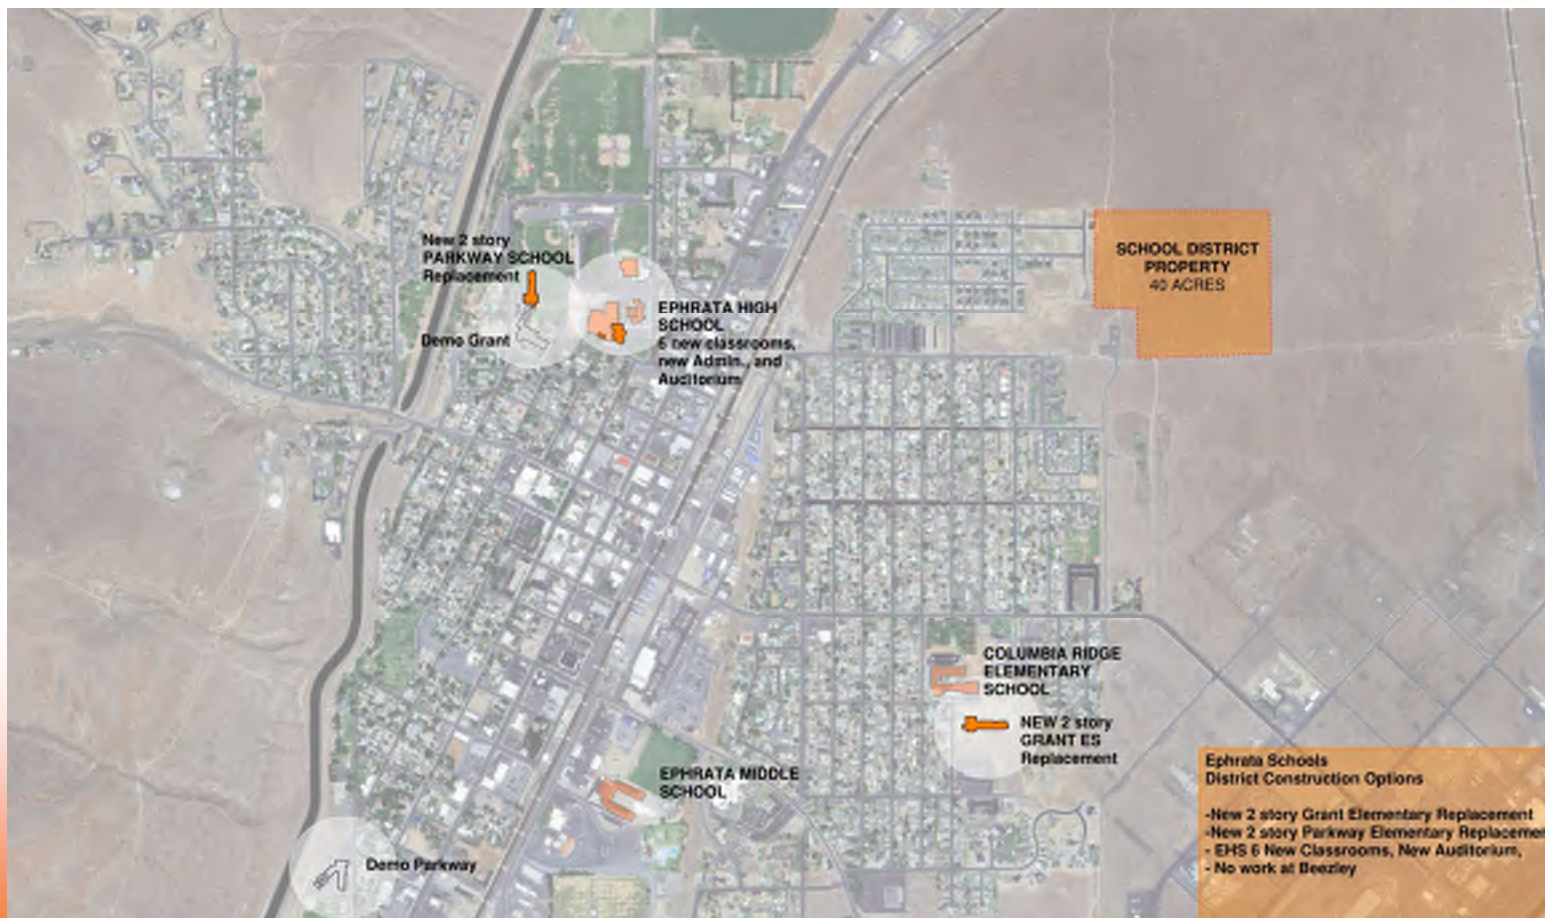 New 2 story
PARKWAY SCHOOL
Replacement
SCHOOL DISTRICT
PROPERTY
40 ACRES
Demo Grant
EPHRATA HIGH
SCHOOL
6 new classrooms,
new Admin., and
Auditorium
COLUMBIA RIDGE
ELEMENTARY
SCHOOL
NEW 2 story
GRANT ES
Replacement
EPHRATA MIDDLE
SCHOOL
Demo Parkway
Ephrata Schools
District Construction Options
-New 2 story Grant Elementary Replacement
-New 2 story Parkway Elementary Replacemen
- EHS 6 New Classrooms, New Auditorium,
- No work at Beezley